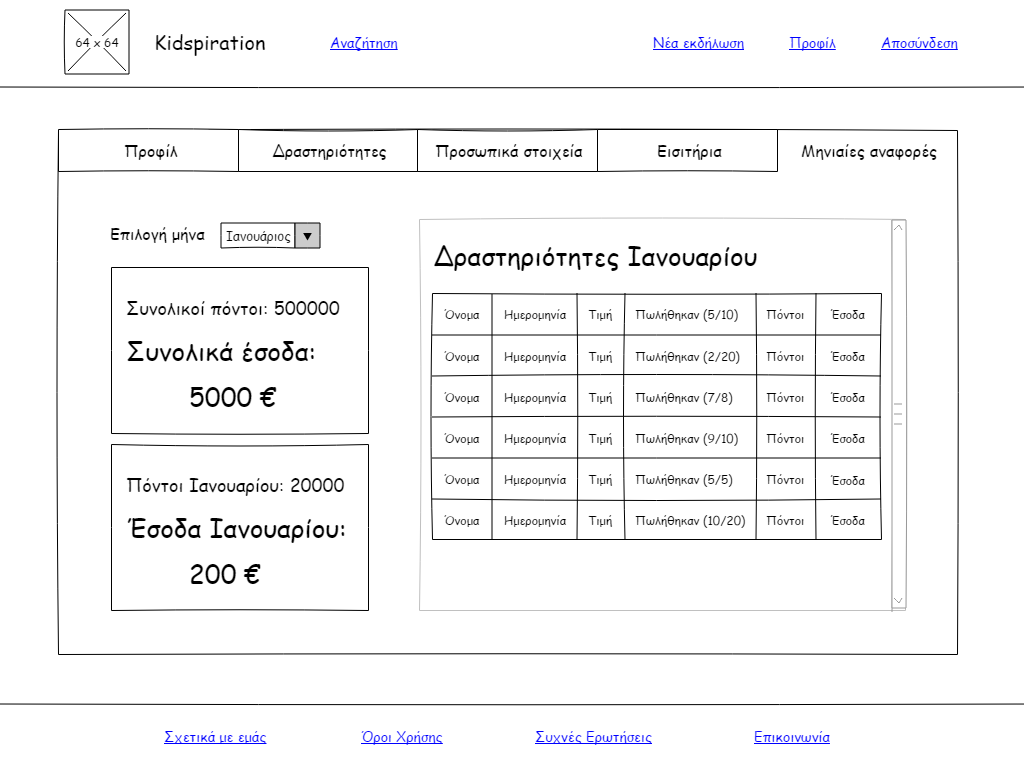 64 x 64
Kidspiration
Αναζήτηση
Νέα εκδήλωση
Προφίλ
Αποσύνδεση
Προφίλ
Δραστηριότητες
Προσωπικά στοιχεία
Εισιτήρια
Μηνιαίες αναφορές
Επιλογή μήνα
Ιανουάριος
Συνολικοί πόντοι: 500000
Συνολικά έσοδα:
5000 €
Πόντοι Ιανουαρίου: 20000
Έσοδα Ιανουαρίου:
200 €
Δραστηριότητες Ιανουαρίου
Όνομα Ημερομηνία Τιμή Πωλήθηκαν (5/10) Πόντοι Έσοδα
Όνομα Ημερομηνία Τιμή Πωλήθηκαν (2/20) Πόντοι Έσοδα
Όνομα Ημερομηνία Τιμή Πωλήθηκαν (7/8) Πόντοι Έσοδα
Όνομα Ημερομηνία Τιμή Πωλήθηκαν (9/10) Πόντοι Έσοδα
Όνομα Ημερομηνία Τιμή Πωλήθηκαν (5/5) Πόντοι Έσοδα
Όνομα Ημερομηνία Τιμή Πωλήθηκαν (10/20) Πόντοι Έσοδα
Σχετικά με εμάς
Όροι Χρήσης
Συχνές Ερωτήσεις
Επικοινωνία